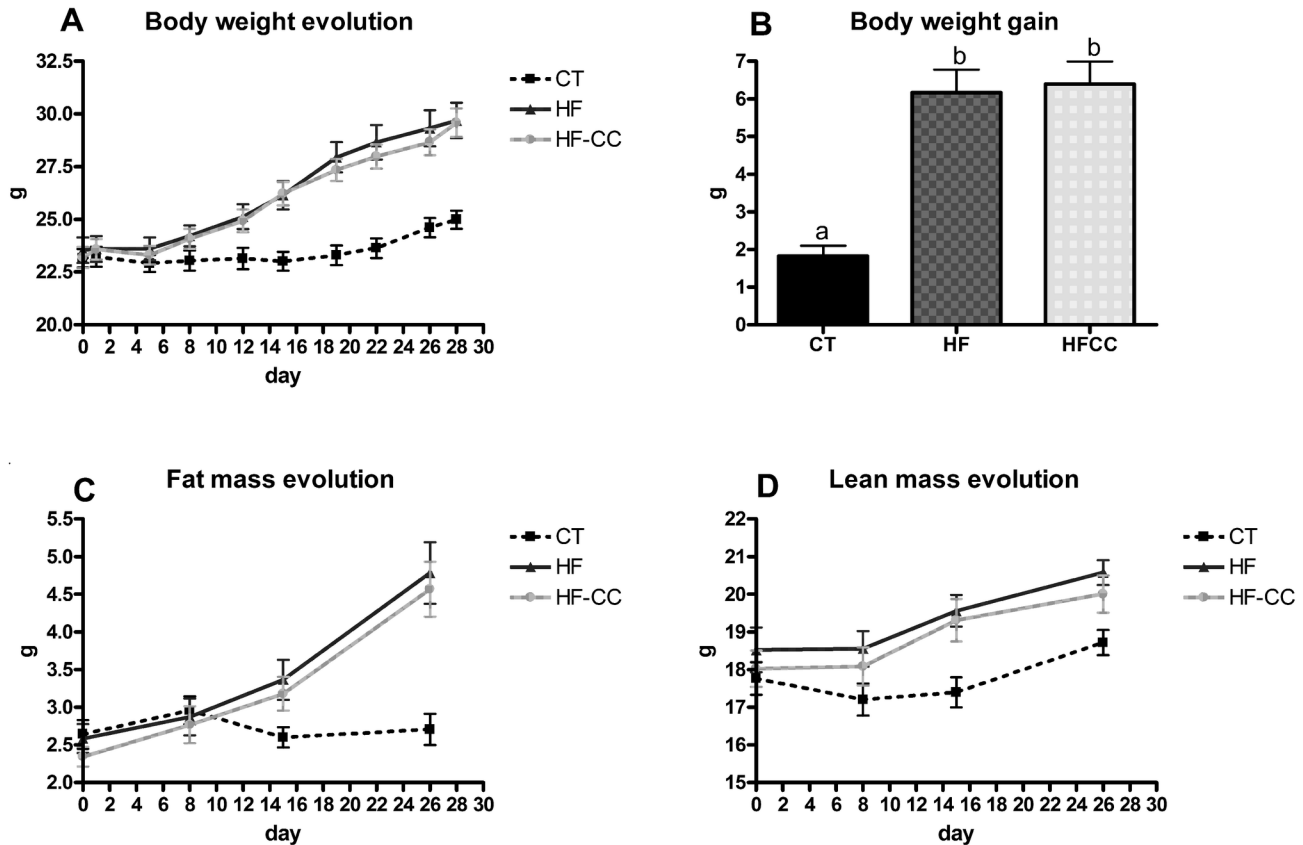 A
Body weight evolution
32.5
30.0
27.5
25.0
22.5
20.0
g
0 2 4 6 8 10 12 14 16 18 20 22 24 26 28 30
day
CT
HF
HF-CC
B
Body weight gain
7
6
5
4
3
2
1
0
g
a
b
b
CT HF HFCC
C
Fat mass evolution
5.5
5.0
4.5
4.0
3.5
3.0
2.5
2.0
g
0 2 4 6 8 10 12 14 16 18 20 22 24 26 28 30
day
CT
HF
HF-CC
D
Lean mass evolution
22
21
20
19
18
17
16
15
g
0 2 4 6 8 10 12 14 16 18 20 22 24 26 28 30
day
CT
HF
HF-CC